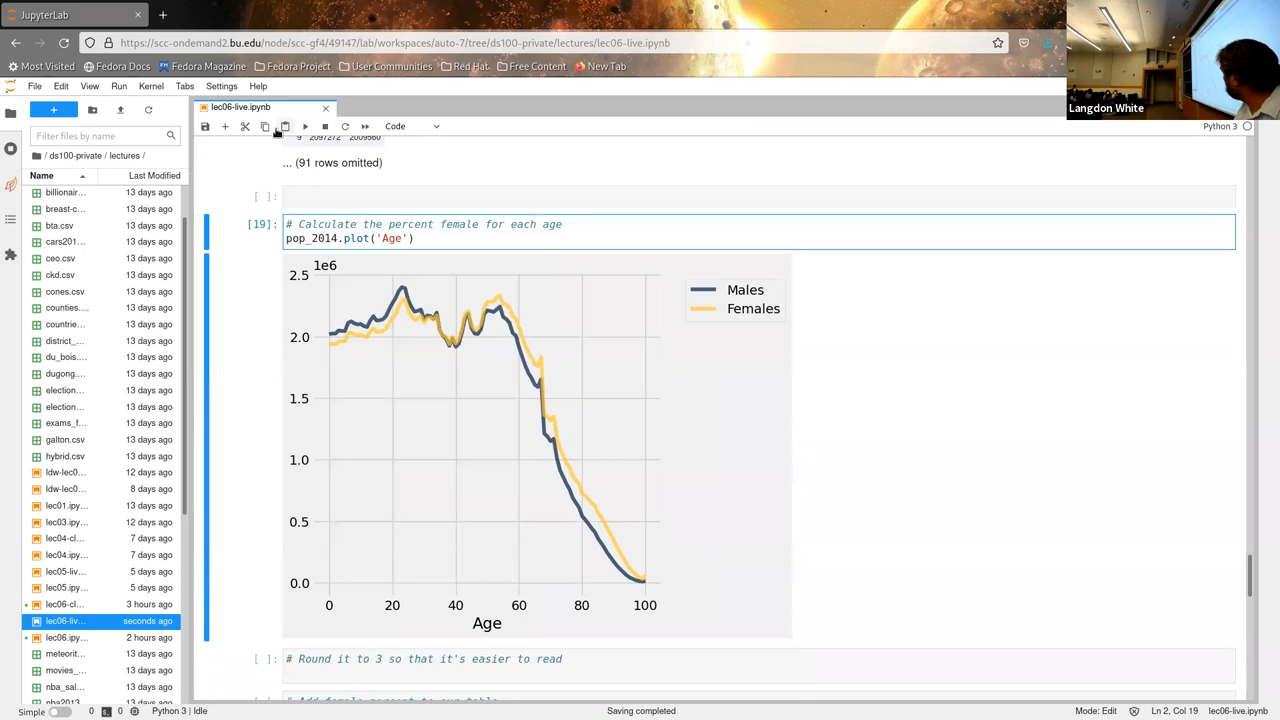 JupyterLab
https://scc-ondemand2.bu.edu/node/scc-gf4/49147/lab/workspaces/auto-7/tree/ds100-private/lectures/lec06-live.ipynb
Most Visited Fedora Docs Fedora Magazine Fedora Project User Communities Red Hat Free Content New Tab
Langdon White
File Edit View Run Kernel Tabs Settings Help
lec06-live.ipynb
Code
Python 3
Filter files by name
/ ds100-private / lectures /
Name Last Modified
billionair... 13 days ago
breast-c... 13 days ago
bta.csv 13 days ago
cars201... 13 days ago
ceo.csv 13 days ago
ckd.csv 13 days ago
cones.csv 13 days ago
counties.... 13 days ago
countrie... 13 days ago
district_... 13 days ago
du_bois.... 13 days ago
dugong.... 13 days ago
election... 13 days ago
election... 13 days ago
exams_f... 13 days ago
galton.csv 13 days ago
hybrid.csv 13 days ago
ldw-lec0... 12 days ago
ldw-lec0... 8 days ago
lec01.ipy... 13 days ago
lec03.ipy... 12 days ago
lec04-cl... 7 days ago
lec04.ipy... 7 days ago
lec05-liv... 5 days ago
lec05.ipy... 5 days ago
lec06-cl... 3 hours ago
lec06-liv... seconds ago
lec06.ipy... 2 hours ago
meteorit... 13 days ago
movies_... 13 days ago
nba_sal... 13 days ago
nba2013... 13 days ago
9 2097272 2009560
... (91 rows omitted)
[ ]:
[19]: # Calculate the percent female for each age
pop_2014.plot('Age')
1e6
2.5
2.0
1.5
1.0
0.5
0.0
0 20 40 60 80 100
Age
Males
Females
[ ]: # Round it to 3 so that it's easier to read
# Add female percent to our table
Simple 0 0 Python 3 | Idle Saving completed Mode: Edit Ln 2, Col 19 lec06-live.ipynb